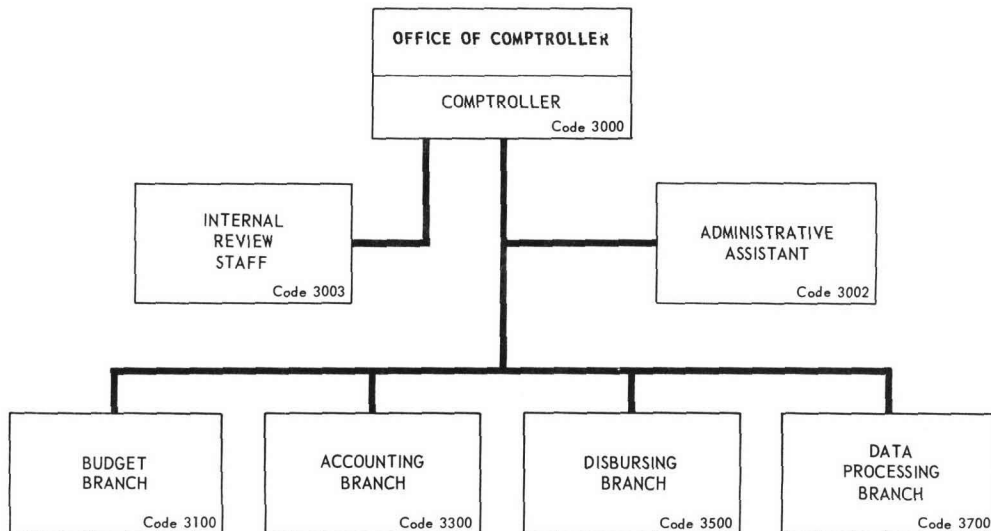 OFFICE OF COMPTROLLER
COMPTROLLER
Code 3000
INTERNAL
REVIEW
STAFF
Code 3003
ADMINISTRATIVE
ASSISTANT
Code 3002
BUDGET
BRANCH
Code 3100
ACCOUNTING
BRANCH
Code 3300
DISBURSING
BRANCH
Code 3500
DATA
PROCESSING
BRANCH
Code 3700